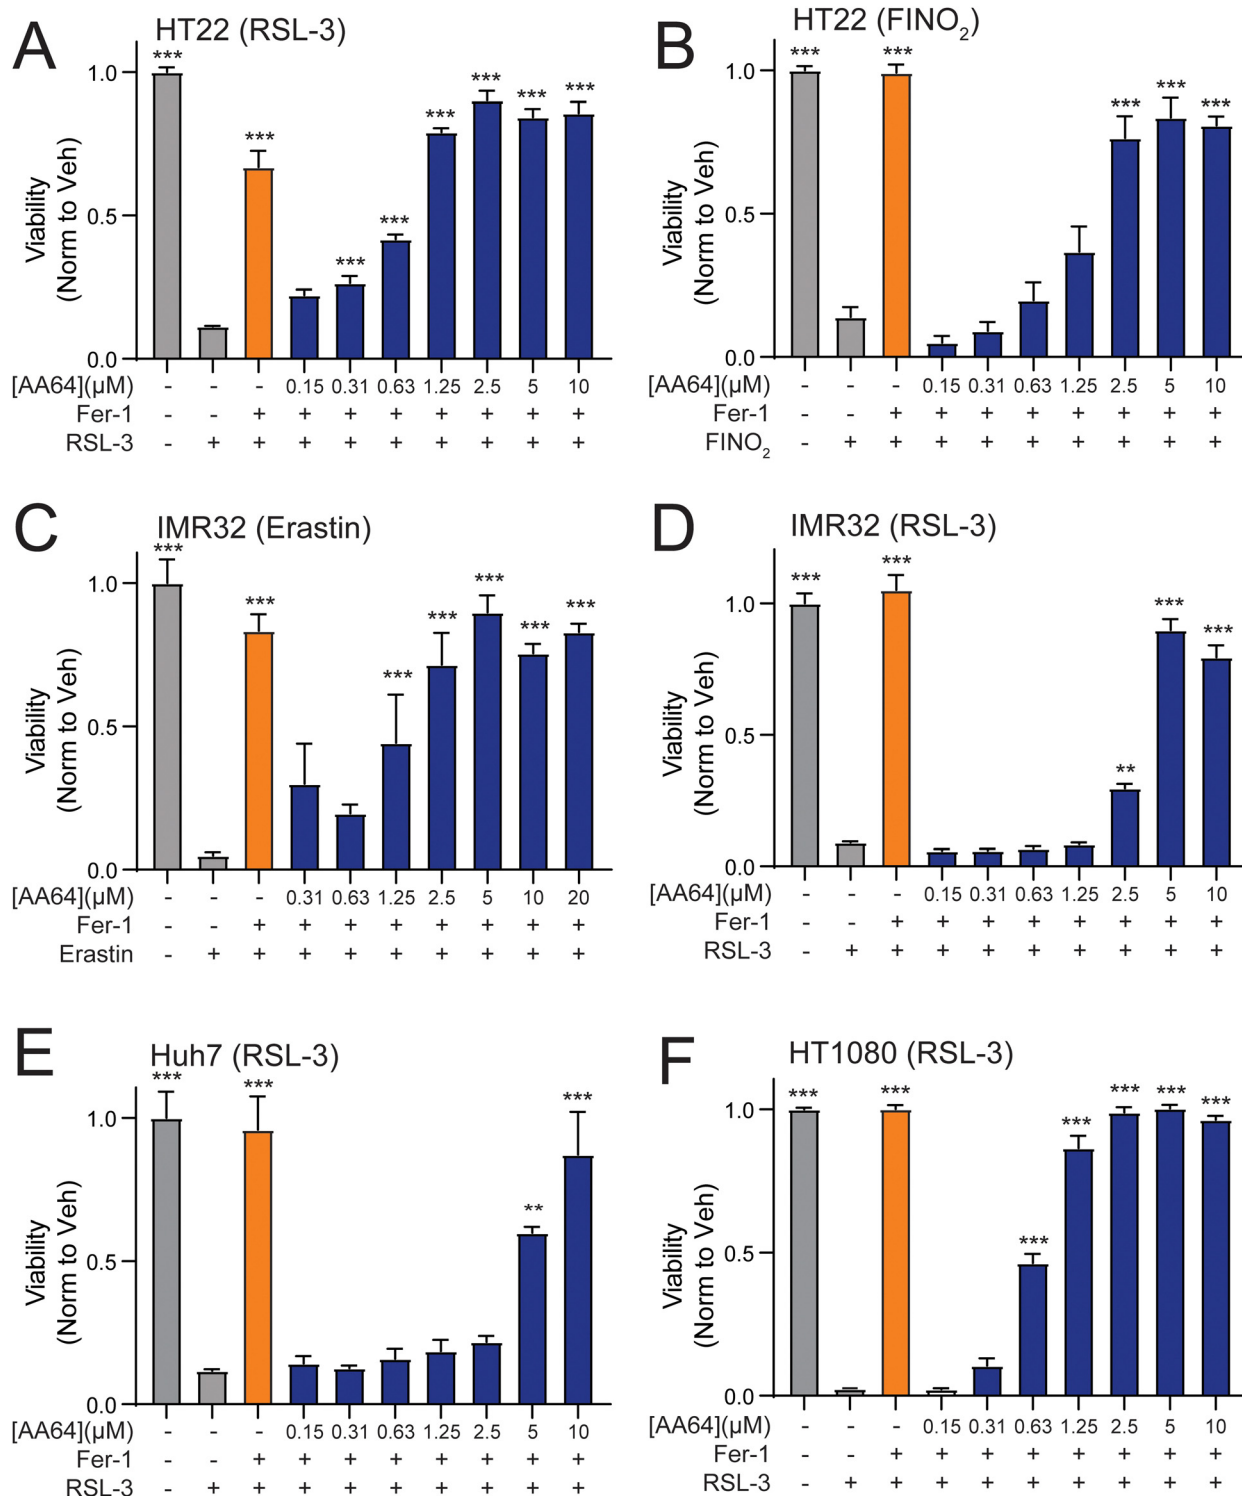 A
HT22 (RSL-3)
Viability
(Norm to Veh)
1.0
0.5
0.0
*** *** *** *** *** *** *** ***
[AA64](µM) - - - 0.15 0.31 0.63 1.25 2.5 5 10
Fer-1 - - + + + + + + + +
RSL-3 - + + + + + + + + +
B
HT22 (FINO₂)
Viability
(Norm to Veh)
1.0
0.5
0.0
*** *** *** *** ***
[AA64](µM) - - - 0.15 0.31 0.63 1.25 2.5 5 10
Fer-1 - - + + + + + + + +
FINO₂ - + + + + + + + + +
C
IMR32 (Erastin)
Viability
(Norm to Veh)
1.0
0.5
0.0
*** *** *** *** *** *** ***
[AA64](µM) - - - 0.31 0.63 1.25 2.5 5 10 20
Fer-1 - - + + + + + + + +
Erastin - + + + + + + + + +
D
IMR32 (RSL-3)
Viability
(Norm to Veh)
1.0
0.5
0.0
*** *** ** *** ***
[AA64](µM) - - - 0.15 0.31 0.63 1.25 2.5 5 10
Fer-1 - - + + + + + + + +
RSL-3 - + + + + + + + + +
E
Huh7 (RSL-3)
Viability
(Norm to Veh)
1.0
0.5
0.0
*** *** ** ***
[AA64](µM) - - - 0.15 0.31 0.63 1.25 2.5 5 10
Fer-1 - - + + + + + + + +
RSL-3 - + + + + + + + + +
F
HT1080 (RSL-3)
Viability
(Norm to Veh)
1.0
0.5
0.0
*** *** *** *** *** *** ***
[AA64](µM) - - - 0.15 0.31 0.63 1.25 2.5 5 10
Fer-1 - - + + + + + + + +
RSL-3 - + + + + + + + + +